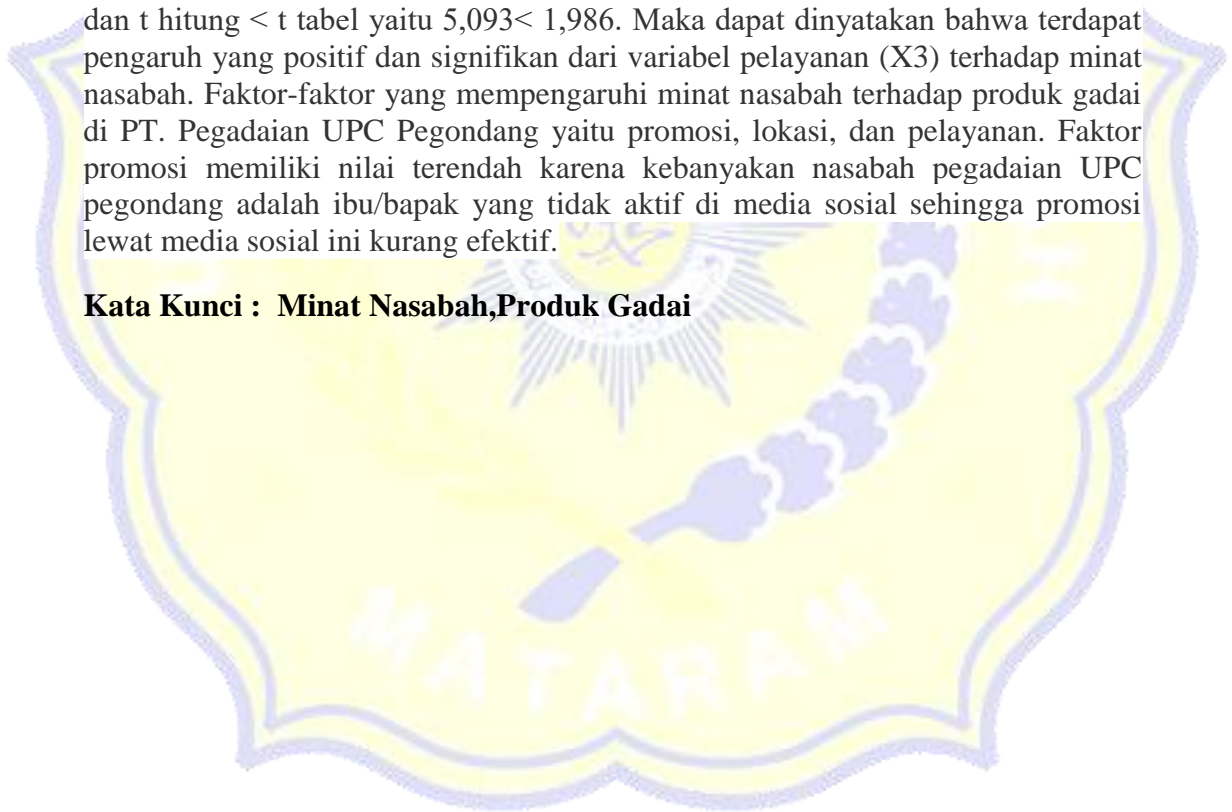 dan t hitung < t tabel yaitu 5,093< 1,986. Maka dapat dinyatakan bahwa terdapat
pengaruh yang positif dan signifikan dari variabel pelayanan (X3) terhadap minat
nasabah. Faktor-faktor yang mempengaruhi minat nasabah terhadap produk gadai
di PT. Pegadaian UPC Pegondang yaitu promosi, lokasi, dan pelayanan. Faktor
promosi memiliki nilai terendah karena kebanyakan nasabah pegadaian UPC
pegondang adalah ibu/bapak yang tidak aktif di media sosial sehingga promosi
lewat media sosial ini kurang efektif.
Kata Kunci : Minat Nasabah,Produk Gadai
MATARAM